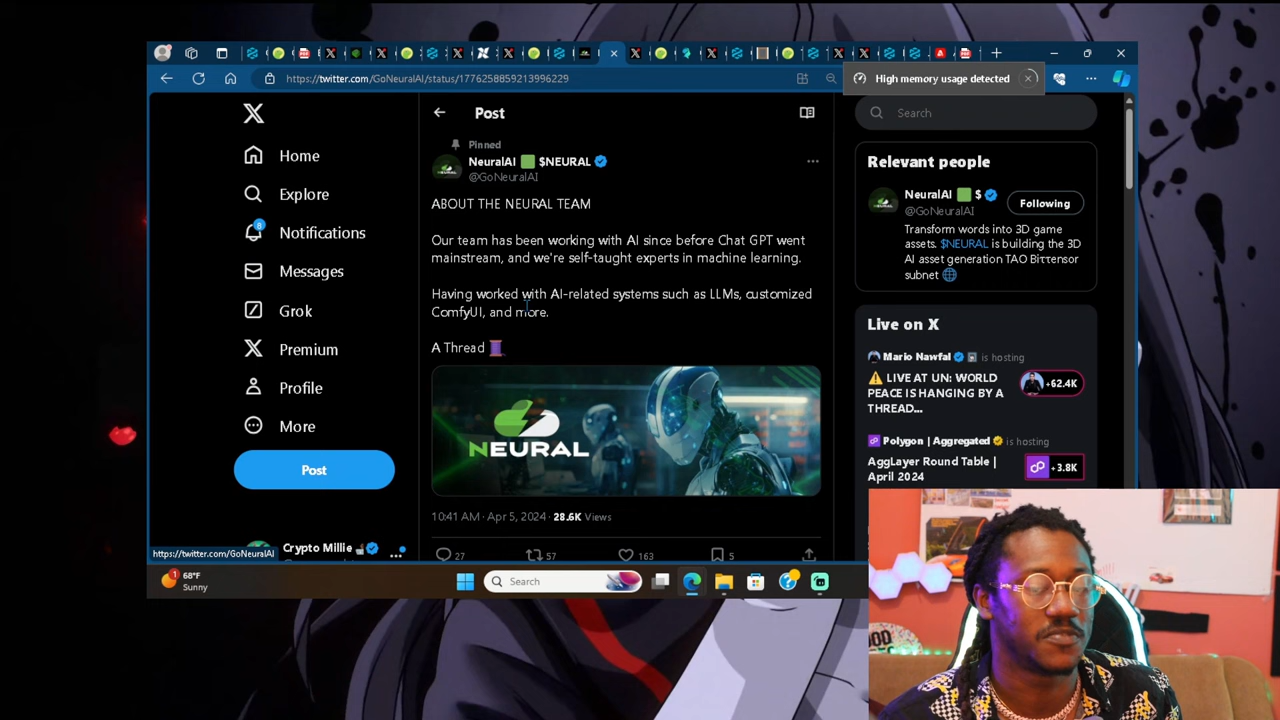 https://twitter.com/GoNeuralAI/status/1776258859213996229
High memory usage detected
Home
Explore
8
Notifications
Messages
Grok
Premium
Profile
More
Post
Crypto Millie
https://twitter.com/GoNeuralAI
Post
Pinned
NeuralAI $NEURAL
@GoNeuralAI
ABOUT THE NEURAL TEAM
Our team has been working with AI since before Chat GPT went
mainstream, and we're self-taught experts in machine learning.
Having worked with AI-related systems such as LLMs, customized
ComfyUI, and more.
A Thread
NEURAL
10:41 AM · Apr 5, 2024 · 28.6K Views
27 57 163 5
Search
Relevant people
NeuralAI $
@GoNeuralAI
Following
Transform words into 3D game
assets. $NEURAL is building the 3D
AI asset generation TAO Bιττensor
subnet
Live on X
Mario Nawfal is hosting
LIVE AT UN: WORLD
PEACE IS HANGING BY A
THREAD...
+62.4K
Polygon | Aggregated is hosting
AggLayer Round Table |
April 2024
+3.8K
1
68°F
Sunny
Search